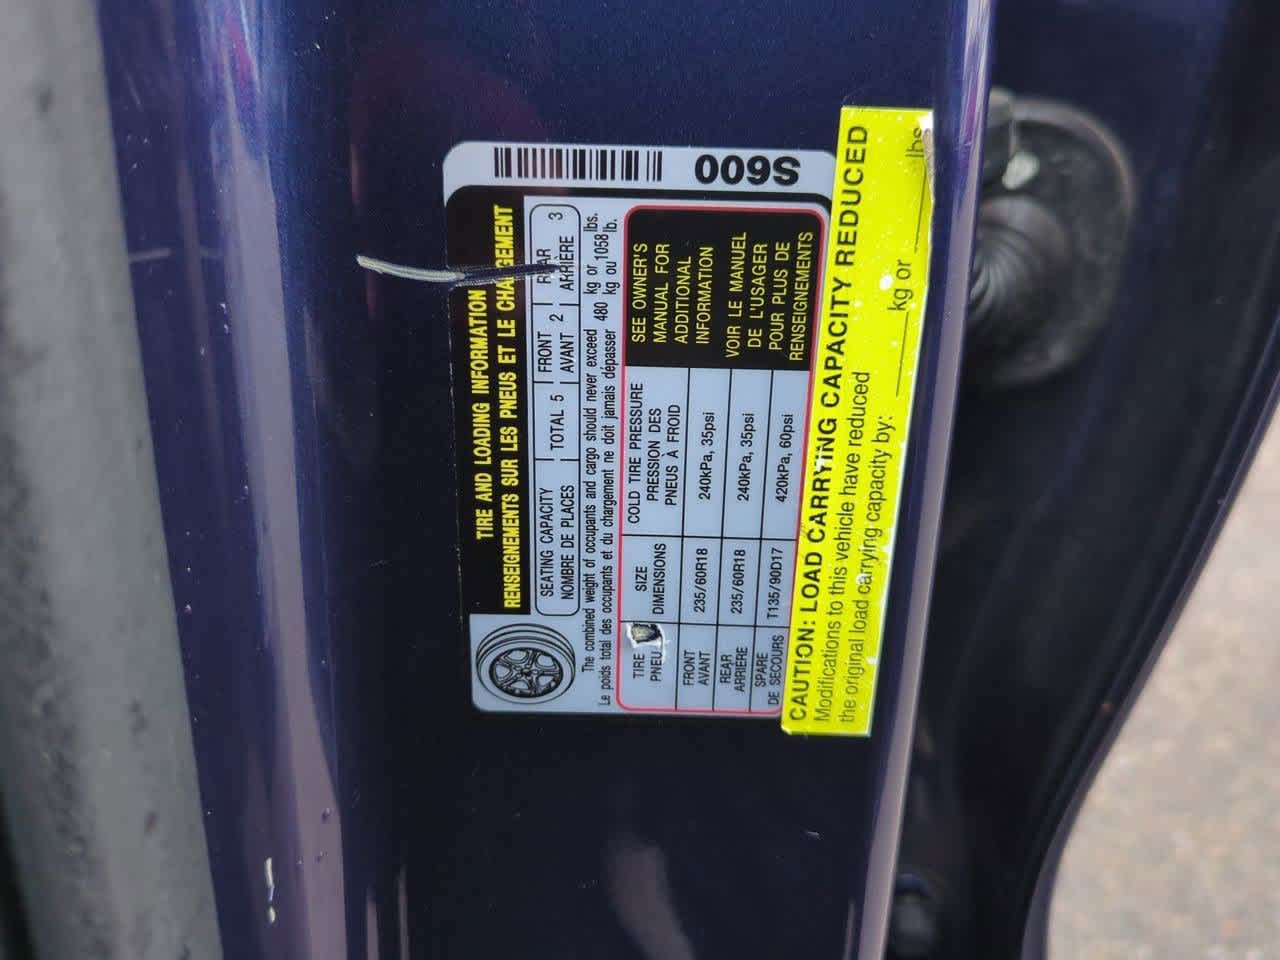 S600
TIRE AND LOADING INFORMATION
RENSEIGNEMENTS SUR LES PNEUS ET LE CHARGEMENT
SEATING CAPACITY
NOMBRE DE PLACES
TOTAL 5
FRONT
AVANT
2
REAR
ARRIÈRE
3
The combined weight of occupants and cargo should never exceed 480 kg or 1058 lbs.
Le poids total des occupants et du chargement ne doit jamais dépasser kg ou lb.
TIRE
PNEU
SIZE
DIMENSIONS
COLD TIRE PRESSURE
PRESSION DES
PNEUS À FROID
FRONT
AVANT
235/60R18
240kPa, 35psi
REAR
ARRIERE
235/60R18
240kPa, 35psi
SPARE
DE SECOURS
T135/90D17
420kPa, 60psi
SEE OWNER'S
MANUAL FOR
ADDITIONAL
INFORMATION
VOIR LE MANUEL
DE L'USAGER
POUR PLUS DE
RENSEIGNEMENTS
CAUTION: LOAD CARRYING CAPACITY REDUCED
Modifications to this vehicle have reduced
the original load carrying capacity by: ____ kg or ____ lbs